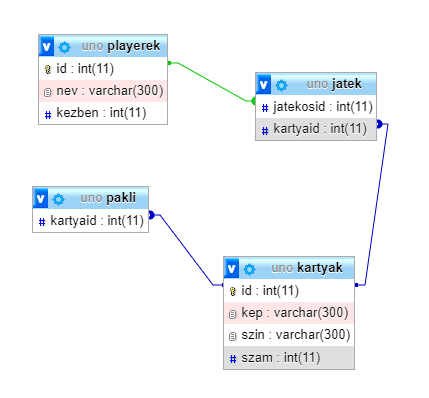 uno playerek
id : int(11)
nev : varchar(300)
kezben : int(11)
uno jatek
jatekosid : int(11)
kartyaid : int(11)
uno pakli
kartyaid : int(11)
uno kartyak
id : int(11)
kep : varchar(300)
szin : varchar(300)
szam : int(11)